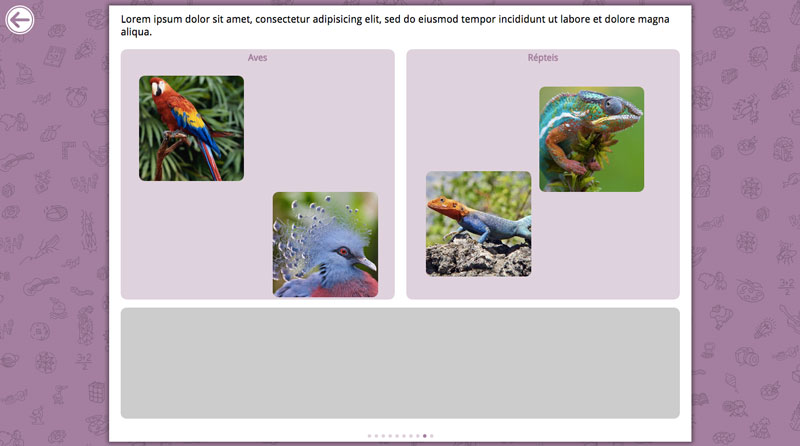 Lorem ipsum dolor sit amet, consectetur adipisicing elit, sed do eiusmod tempor incididunt ut labore et dolore magna
aliqua.
Aves
Répteis